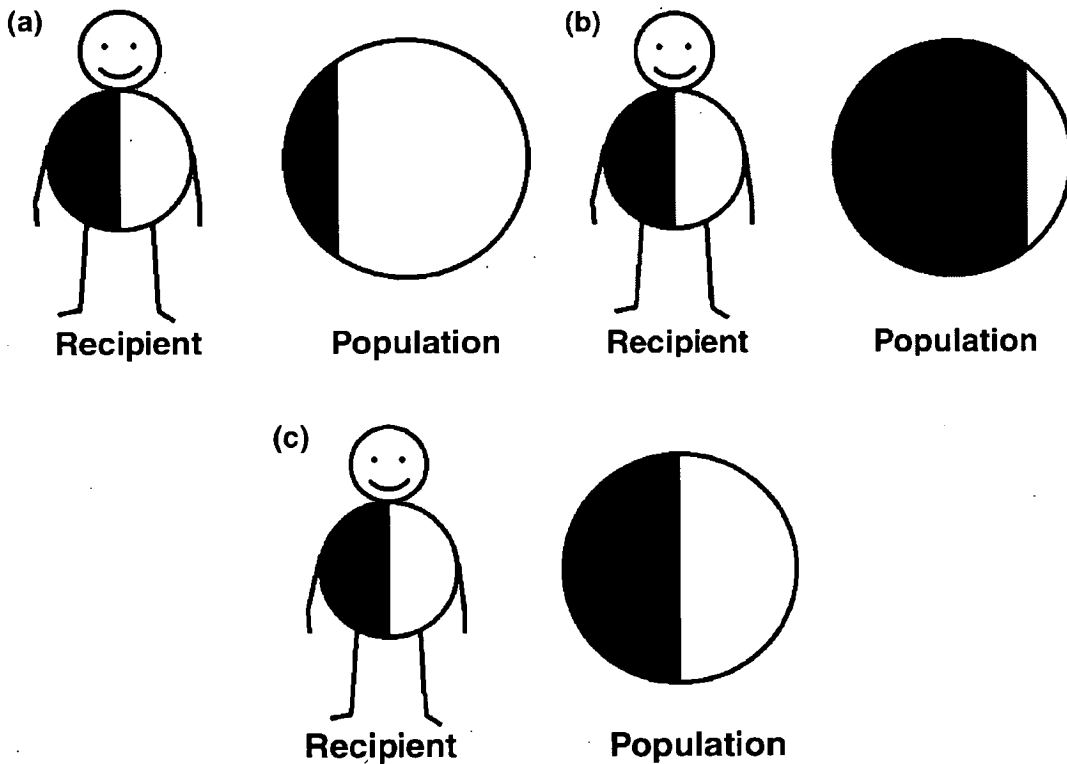 (a)
(b)
Recipient
Population
Recipient
Population
(c)
Recipient
Population